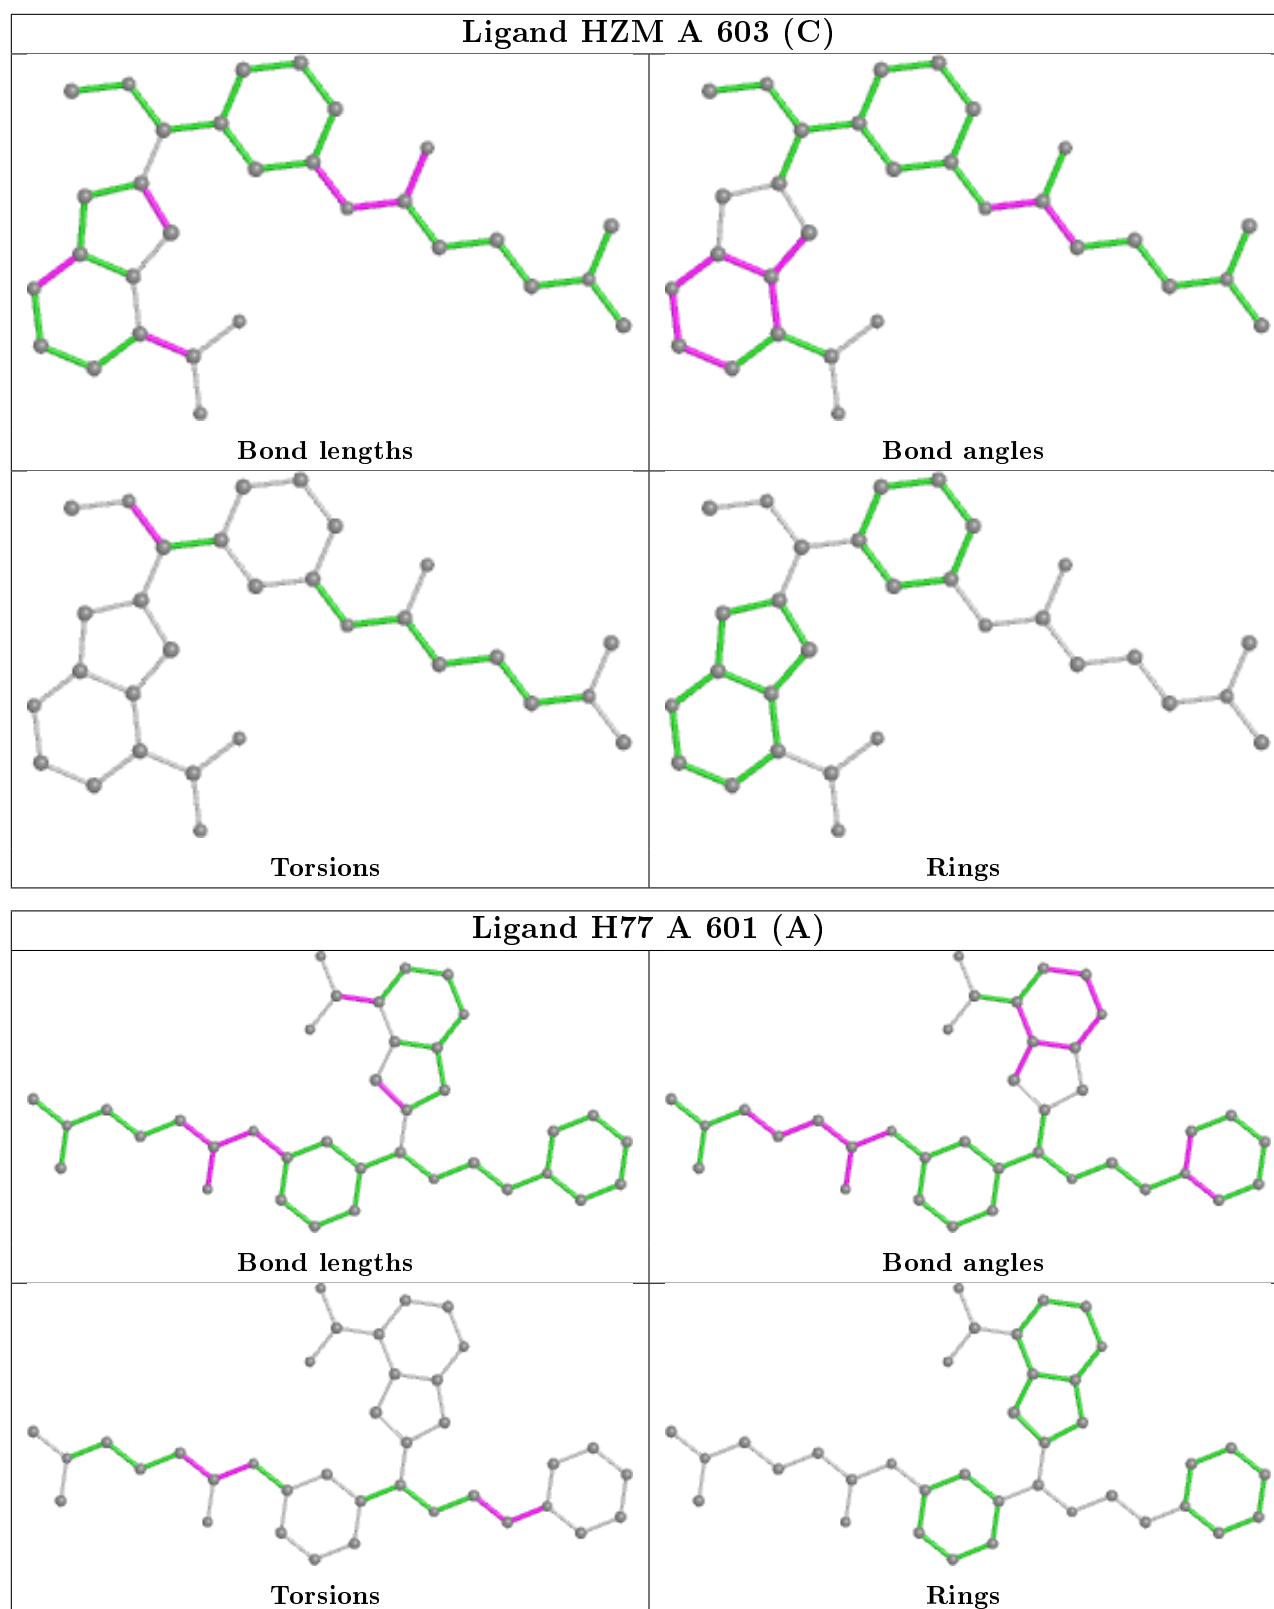 Ligand HZM A 603 (C)
Bond lengths
Bond angles
Torsions
Rings
Ligand H77 A 601 (A)
Bond lengths
Bond angles
Torsions
Rings